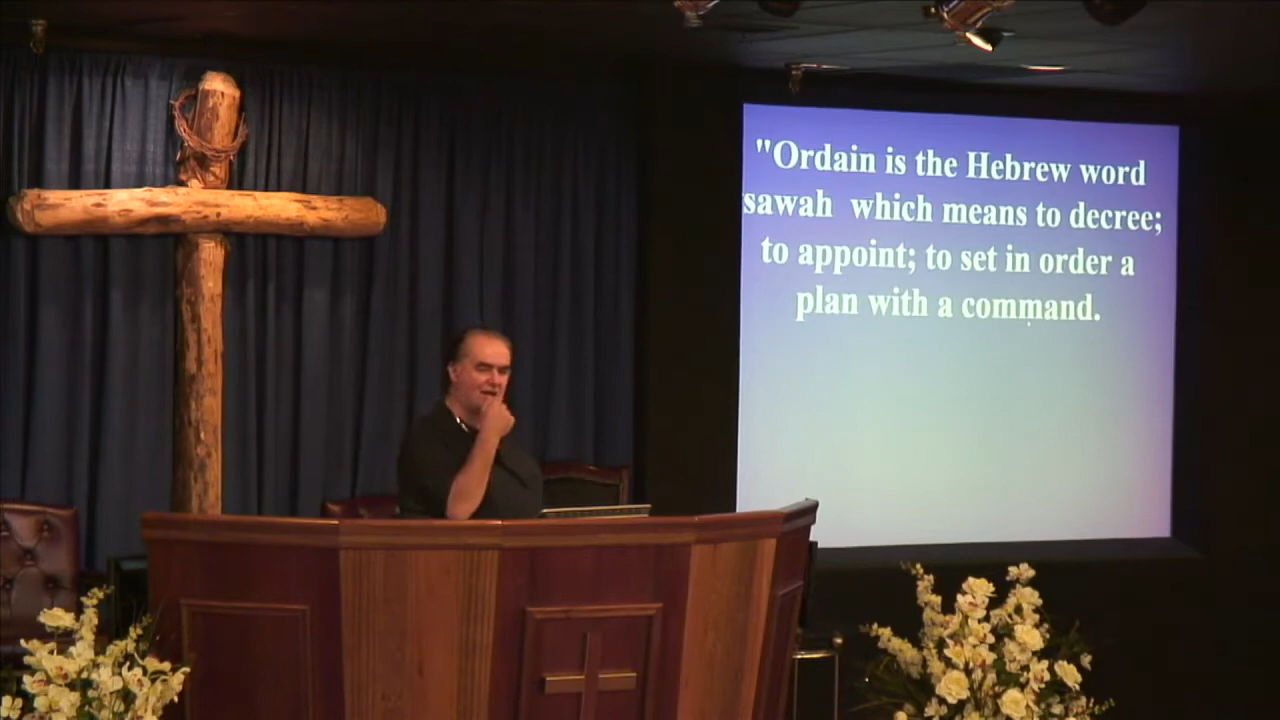 "Ordain is the Hebrew word
sawah which means to decree;
to appoint; to set in order a
plan with a command.